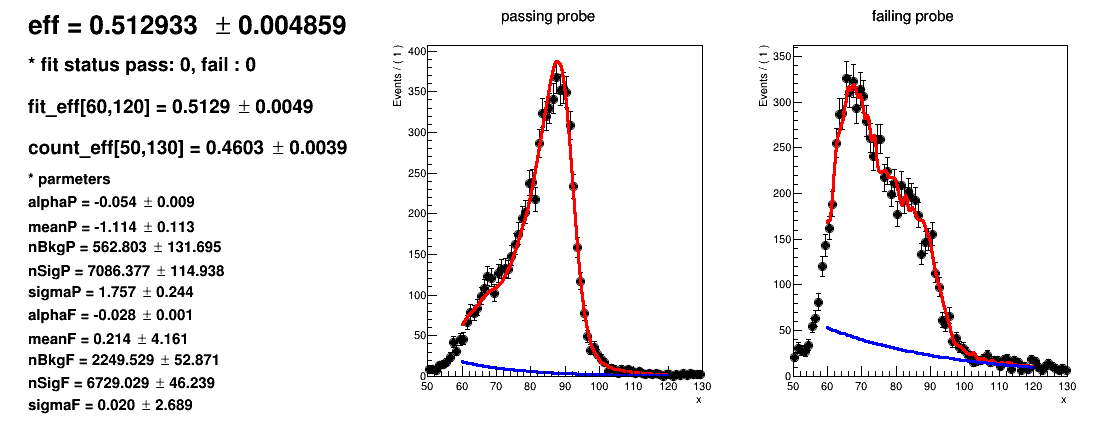 eff = 0.512933 ± 0.004859
* fit status pass: 0, fail : 0
fit_eff[60,120] = 0.5129 ± 0.0049
count_eff[50,130] = 0.4603 ± 0.0039
* parmeters
alphaP = -0.054 ± 0.009
meanP = -1.114 ± 0.113
nBkgP = 562.803 ± 131.695
nSigP = 7086.377 ± 114.938
sigmaP = 1.757 ± 0.244
alphaF = -0.028 ± 0.001
meanF = 0.214 ± 4.161
nBkgF = 2249.529 ± 52.871
nSigF = 6729.029 ± 46.239
sigmaF = 0.020 ± 2.689
passing probe
Events / ( 1 )
400
350
300
250
200
150
100
50
0
50 60 70 80 90 100 110 120 130
x
failing probe
Events / ( 1 )
350
300
250
200
150
100
50
0
50 60 70 80 90 100 110 120 130
x